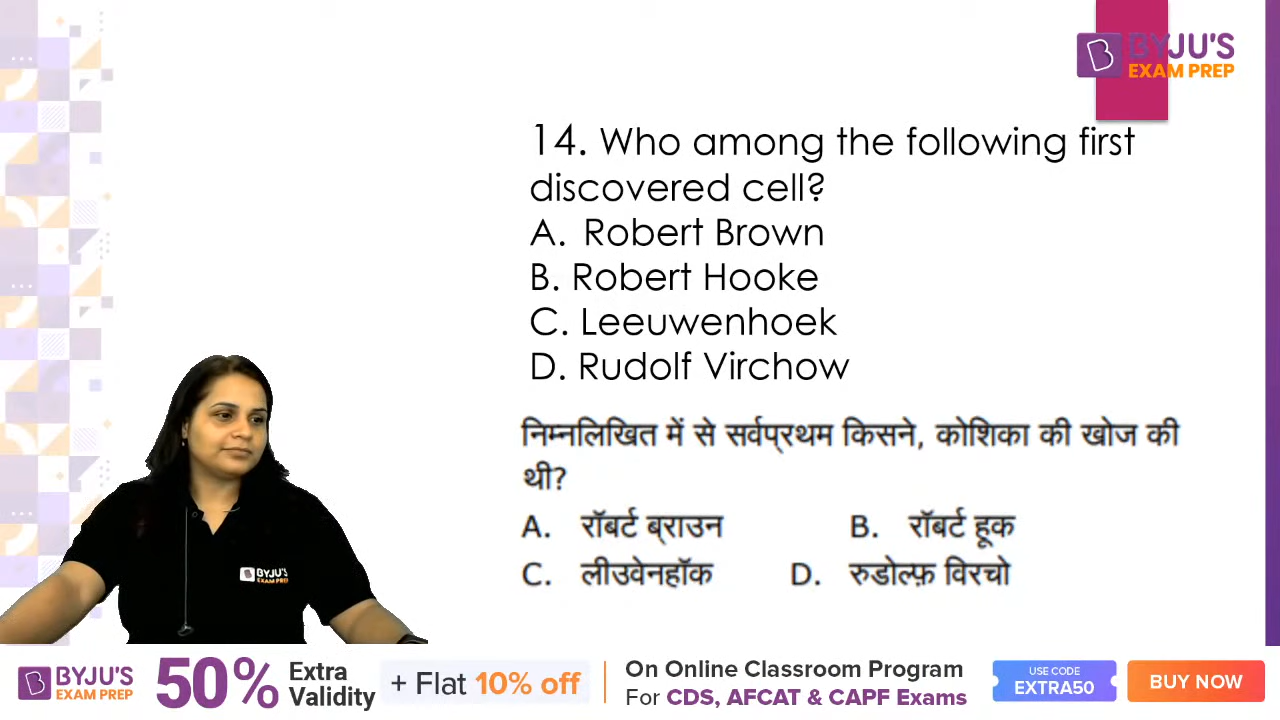 BYJU'S
EXAM PREP
14. Who among the following first
discovered cell?
A. Robert Brown
B. Robert Hooke
C. Leeuwenhoek
D. Rudolf Virchow
निम्नलिखित में से सर्वप्रथम किसने, कोशिका की खोज की
थी?
A. रॉबर्ट ब्राउन B. रॉबर्ट हूक
C. लीउवेनहॉक D. रुडोल्फ़ विरचो
BYJU'S
EXAM PREP
BYJU'S
EXAM PREP
50% Extra
Validity
+ Flat 10% off
On Online Classroom Program
For CDS, AFCAT & CAPF Exams
USE CODE
EXTRA50
BUY NOW